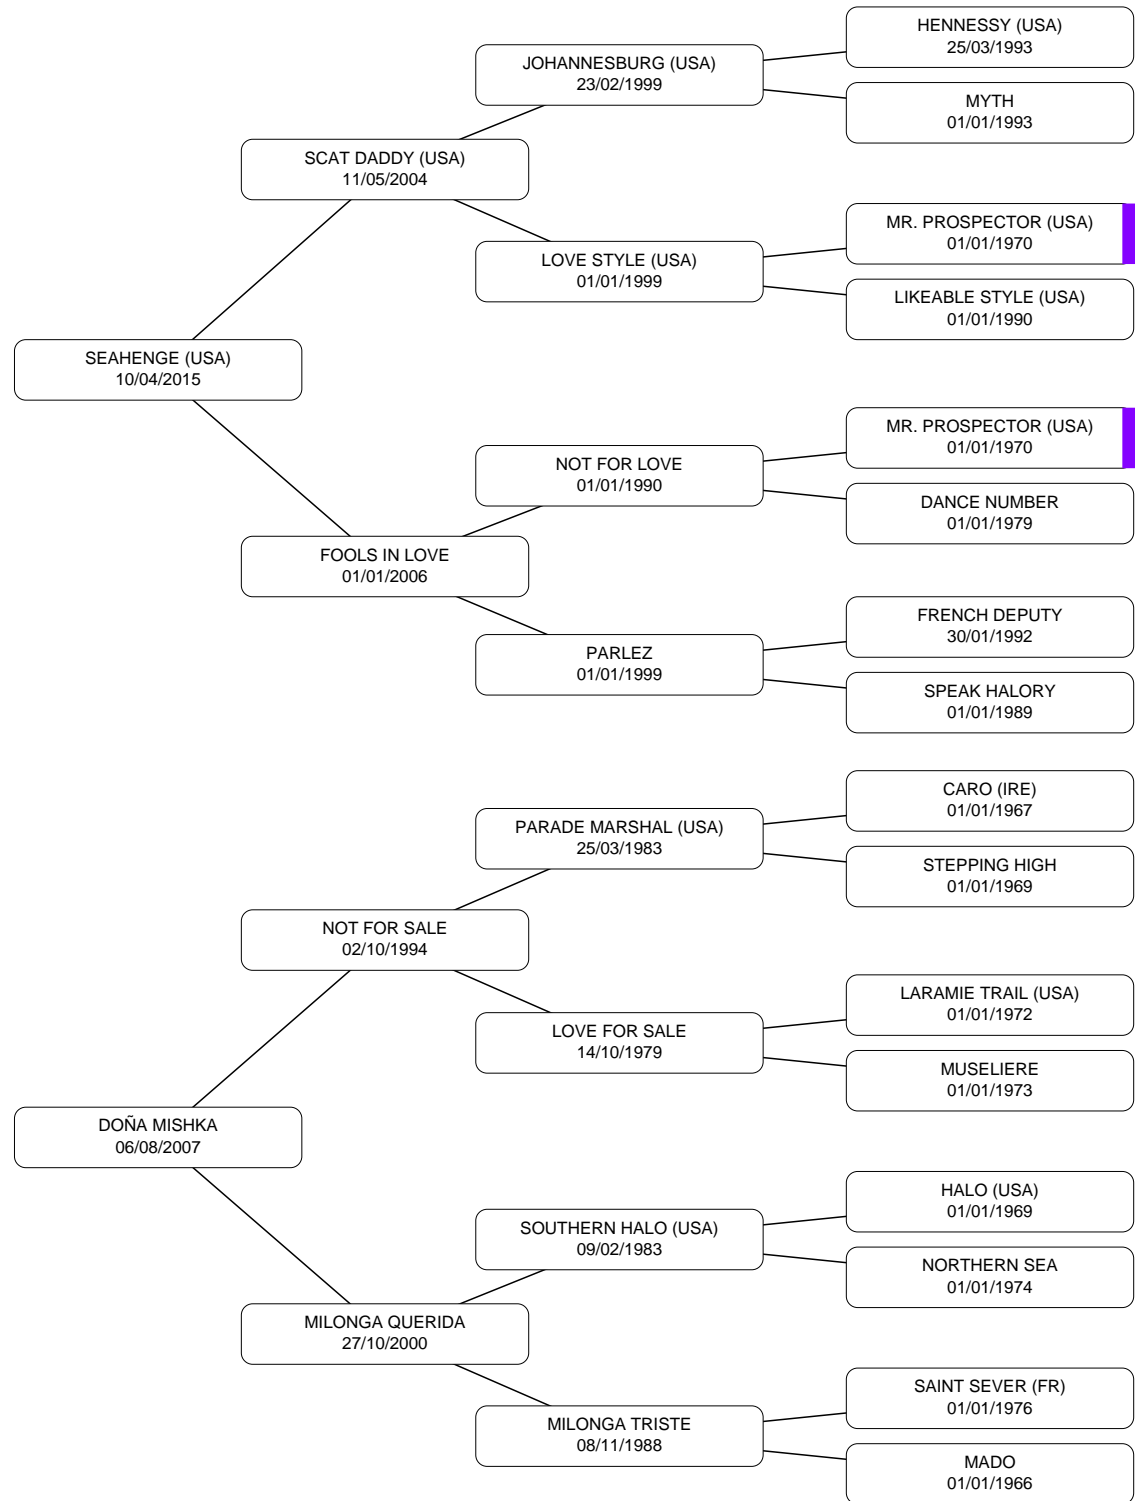 HENNESSY (USA)
25/03/1993
JOHANNESBURG (USA)
23/02/1999
MYTH
01/01/1993
SCAT DADDY (USA)
11/05/2004
MR. PROSPECTOR (USA)
01/01/1970
LOVE STYLE (USA)
01/01/1999
LIKEABLE STYLE (USA)
01/01/1990
SEAHENGE (USA)
10/04/2015
MR. PROSPECTOR (USA)
01/01/1970
NOT FOR LOVE
01/01/1990
DANCE NUMBER
01/01/1979
FOOLS IN LOVE
01/01/2006
FRENCH DEPUTY
30/01/1992
PARLEZ
01/01/1999
SPEAK HALORY
01/01/1989
CARO (IRE)
01/01/1967
PARADE MARSHAL (USA)
25/03/1983
STEPPING HIGH
01/01/1969
NOT FOR SALE
02/10/1994
LARAMIE TRAIL (USA)
01/01/1972
LOVE FOR SALE
14/10/1979
MUSELIERE
01/01/1973
DOÑA MISHKA
06/08/2007
HALO (USA)
01/01/1969
SOUTHERN HALO (USA)
09/02/1983
NORTHERN SEA
01/01/1974
MILONGA QUERIDA
27/10/2000
SAINT SEVER (FR)
01/01/1976
MILONGA TRISTE
08/11/1988
MADO
01/01/1966